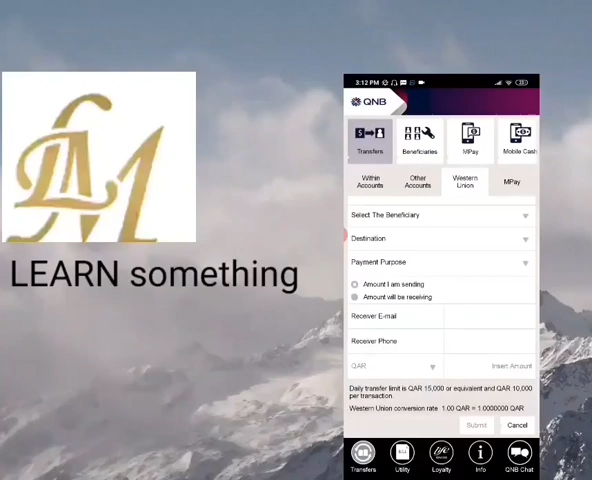 LEARN something
3:12 PM
QNB
Transfers
Beneficiaries
MPay
Mobile Cash
Within
Accounts
Other
Accounts
Western
Union
MPay
Select The Beneficiary
Destination
Payment Purpose
Amount I am sending
Amount will be receiving
Recever E-mail
Recever Phone
QAR
Insert Amount
Daily transfer limit is QAR 15,000 or equivalent and QAR 10,000
per transaction.
Western Union conversion rate 1.00 QAR = 1.0000000 QAR
Submit
Cancel
Transfers
Utility
Loyalty
Info
QNB Chat